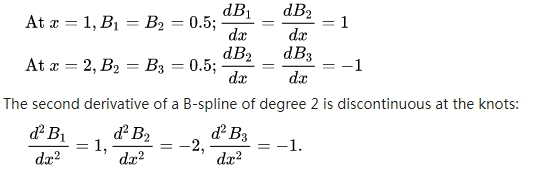 At x = 1, B₁ = B₂ = 0.5; dB₁/dx = dB₂/dx = 1
At x = 2, B₂ = B₃ = 0.5; dB₂/dx = dB₃/dx = −1
The second derivative of a B-spline of degree 2 is discontinuous at the knots:
d²B₁/dx² = 1, d²B₂/dx² = −2, d²B₃/dx² = −1.